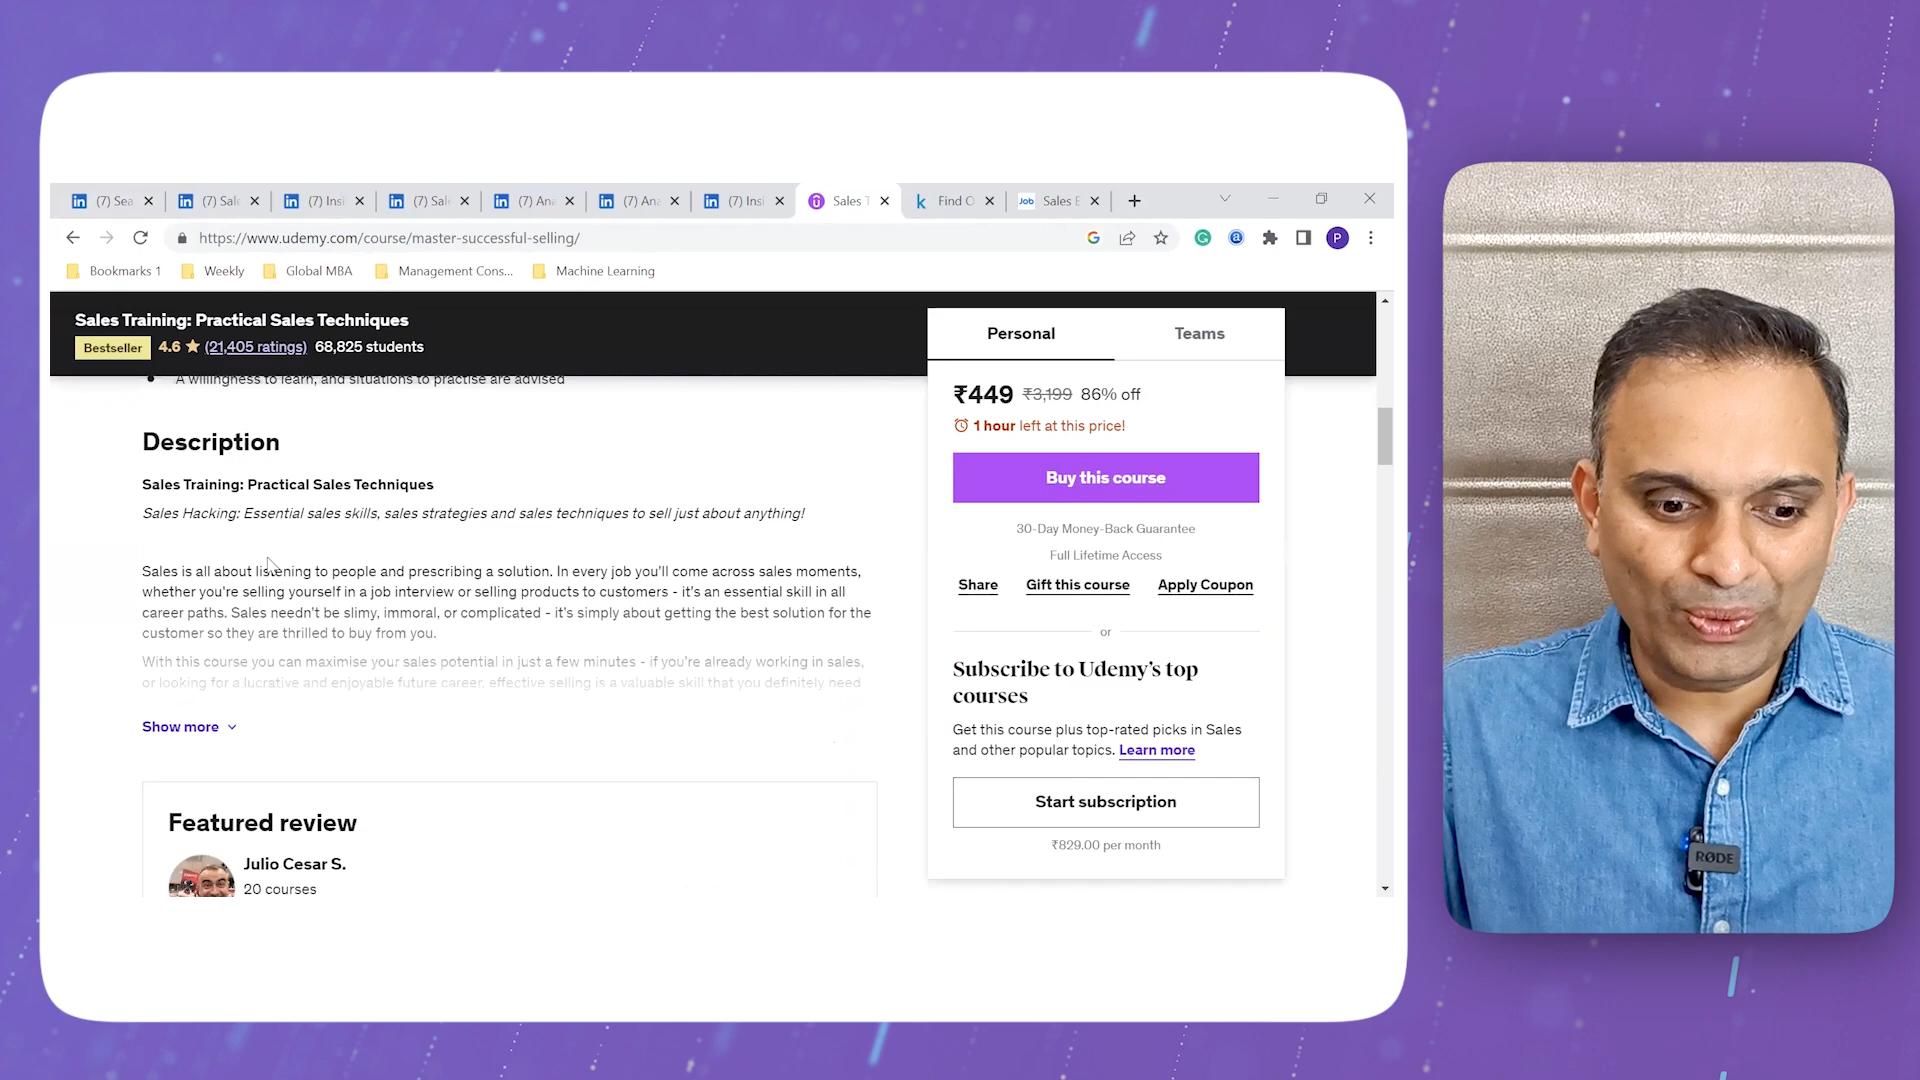 (7) Sea
(7) Sale
(7) Insi
(7) Sal
(7) Ana
(7) Ana
(7) Insi
Sales T
Find O
Job
Sales E
https://www.udemy.com/course/master-successful-selling/
P
Bookmarks 1
Weekly
Global MBA
Management Cons...
Machine Learning
Sales Training: Practical Sales Techniques
Bestseller 4.6 (21,405 ratings) 68,825 students
A willingness to learn, and situations to practise are advised
Description
Sales Training: Practical Sales Techniques
Sales Hacking: Essential sales skills, sales strategies and sales techniques to sell just about anything!
Sales is all about listening to people and prescribing a solution. In every job you'll come across sales moments,
whether you're selling yourself in a job interview or selling products to customers - it's an essential skill in all
career paths. Sales needn't be slimy, immoral, or complicated - it's simply about getting the best solution for the
customer so they are thrilled to buy from you.
With this course you can maximise your sales potential in just a few minutes - if you're already working in sales,
or looking for a lucrative and enjoyable future career, effective selling is a valuable skill that you definitely need
Show more
Featured review
Julio Cesar S.
20 courses
Personal
Teams
₹449 ₹3,199 86% off
1 hour left at this price!
Buy this course
30-Day Money-Back Guarantee
Full Lifetime Access
Share
Gift this course
Apply Coupon
or
Subscribe to Udemy's top
courses
Get this course plus top-rated picks in Sales
and other popular topics. Learn more
Start subscription
₹829.00 per month
RØDE